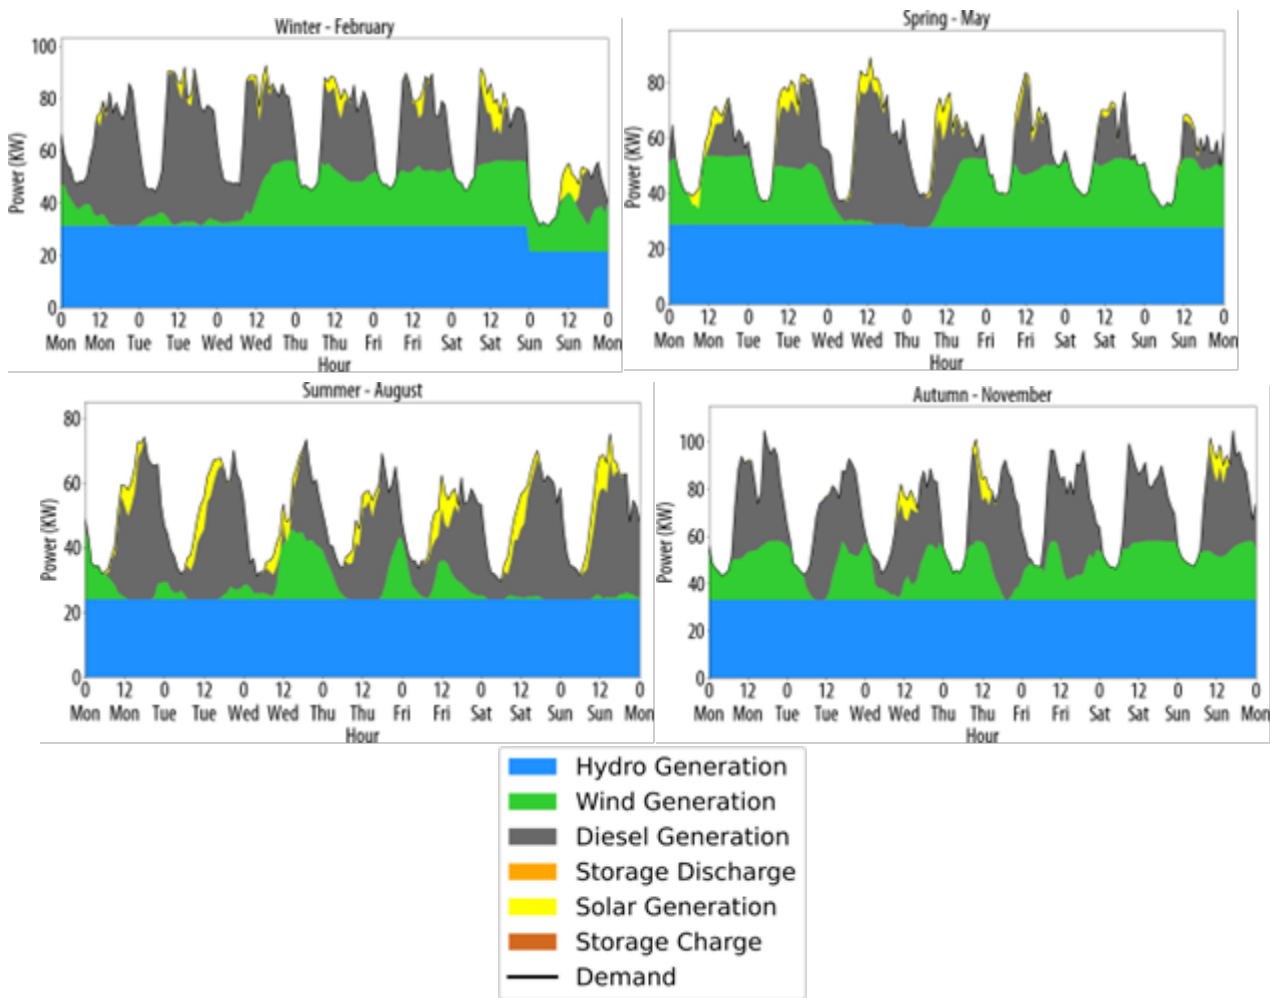 Winter - February
Power (KW)
100
80
60
40
20
0
0 12 0 12 0 12 0 12 0 12 0 12 0 12 0
Mon Mon Tue Tue Wed Wed Thu Thu Fri Fri Sat Sat Sun Sun Mon
Hour
Spring - May
Power (KW)
80
60
40
20
0
0 12 0 12 0 12 0 12 0 12 0 12 0 12 0
Mon Mon Tue Tue Wed Wed Thu Thu Fri Fri Sat Sat Sun Sun Mon
Hour
Summer - August
Power (KW)
80
60
40
20
0
0 12 0 12 0 12 0 12 0 12 0 12 0 12 0
Mon Mon Tue Tue Wed Wed Thu Thu Fri Fri Sat Sat Sun Sun Mon
Hour
Autumn - November
Power (KW)
100
80
60
40
20
0
0 12 0 12 0 12 0 12 0 12 0 12 0 12 0
Mon Mon Tue Tue Wed Wed Thu Thu Fri Fri Sat Sat Sun Sun Mon
Hour
Hydro Generation
Wind Generation
Diesel Generation
Storage Discharge
Solar Generation
Storage Charge
Demand